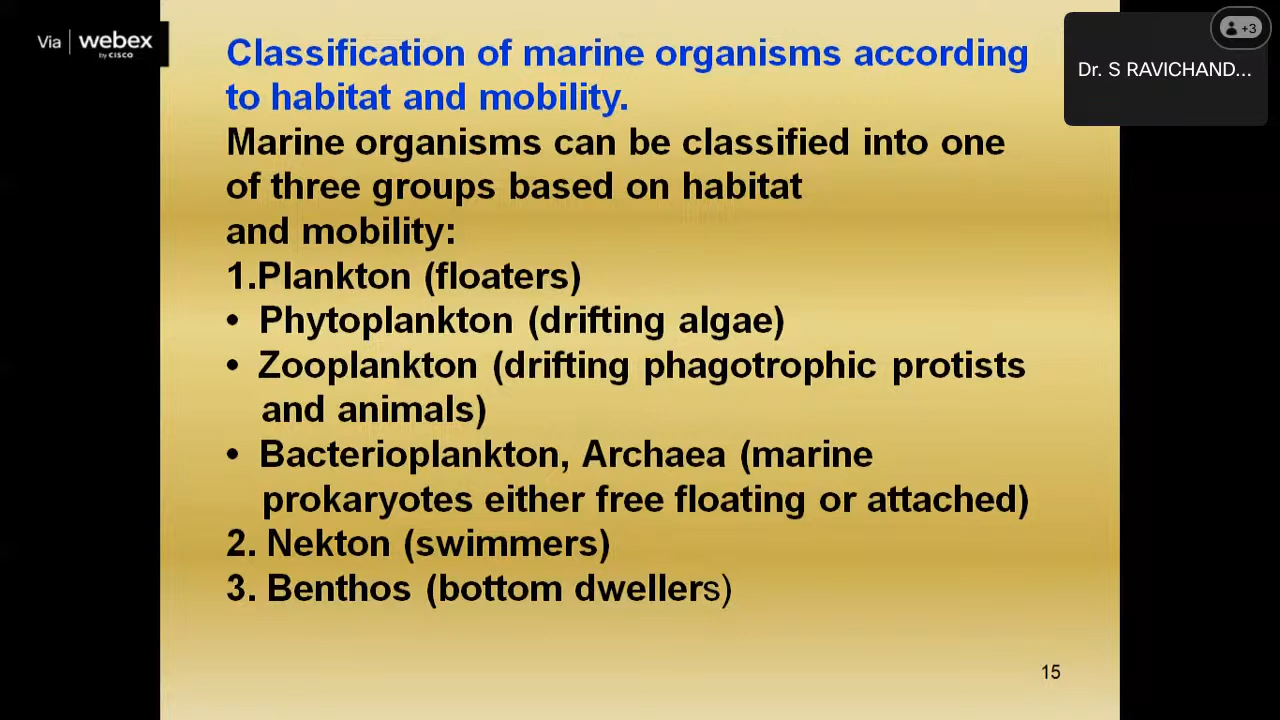 Via webex
by CISCO
+3
Dr. S RAVICHAND...
Classification of marine organisms according
to habitat and mobility.
Marine organisms can be classified into one
of three groups based on habitat
and mobility:
1.Plankton (floaters)
• Phytoplankton (drifting algae)
• Zooplankton (drifting phagotrophic protists
and animals)
• Bacterioplankton, Archaea (marine
prokaryotes either free floating or attached)
2. Nekton (swimmers)
3. Benthos (bottom dwellers)
15